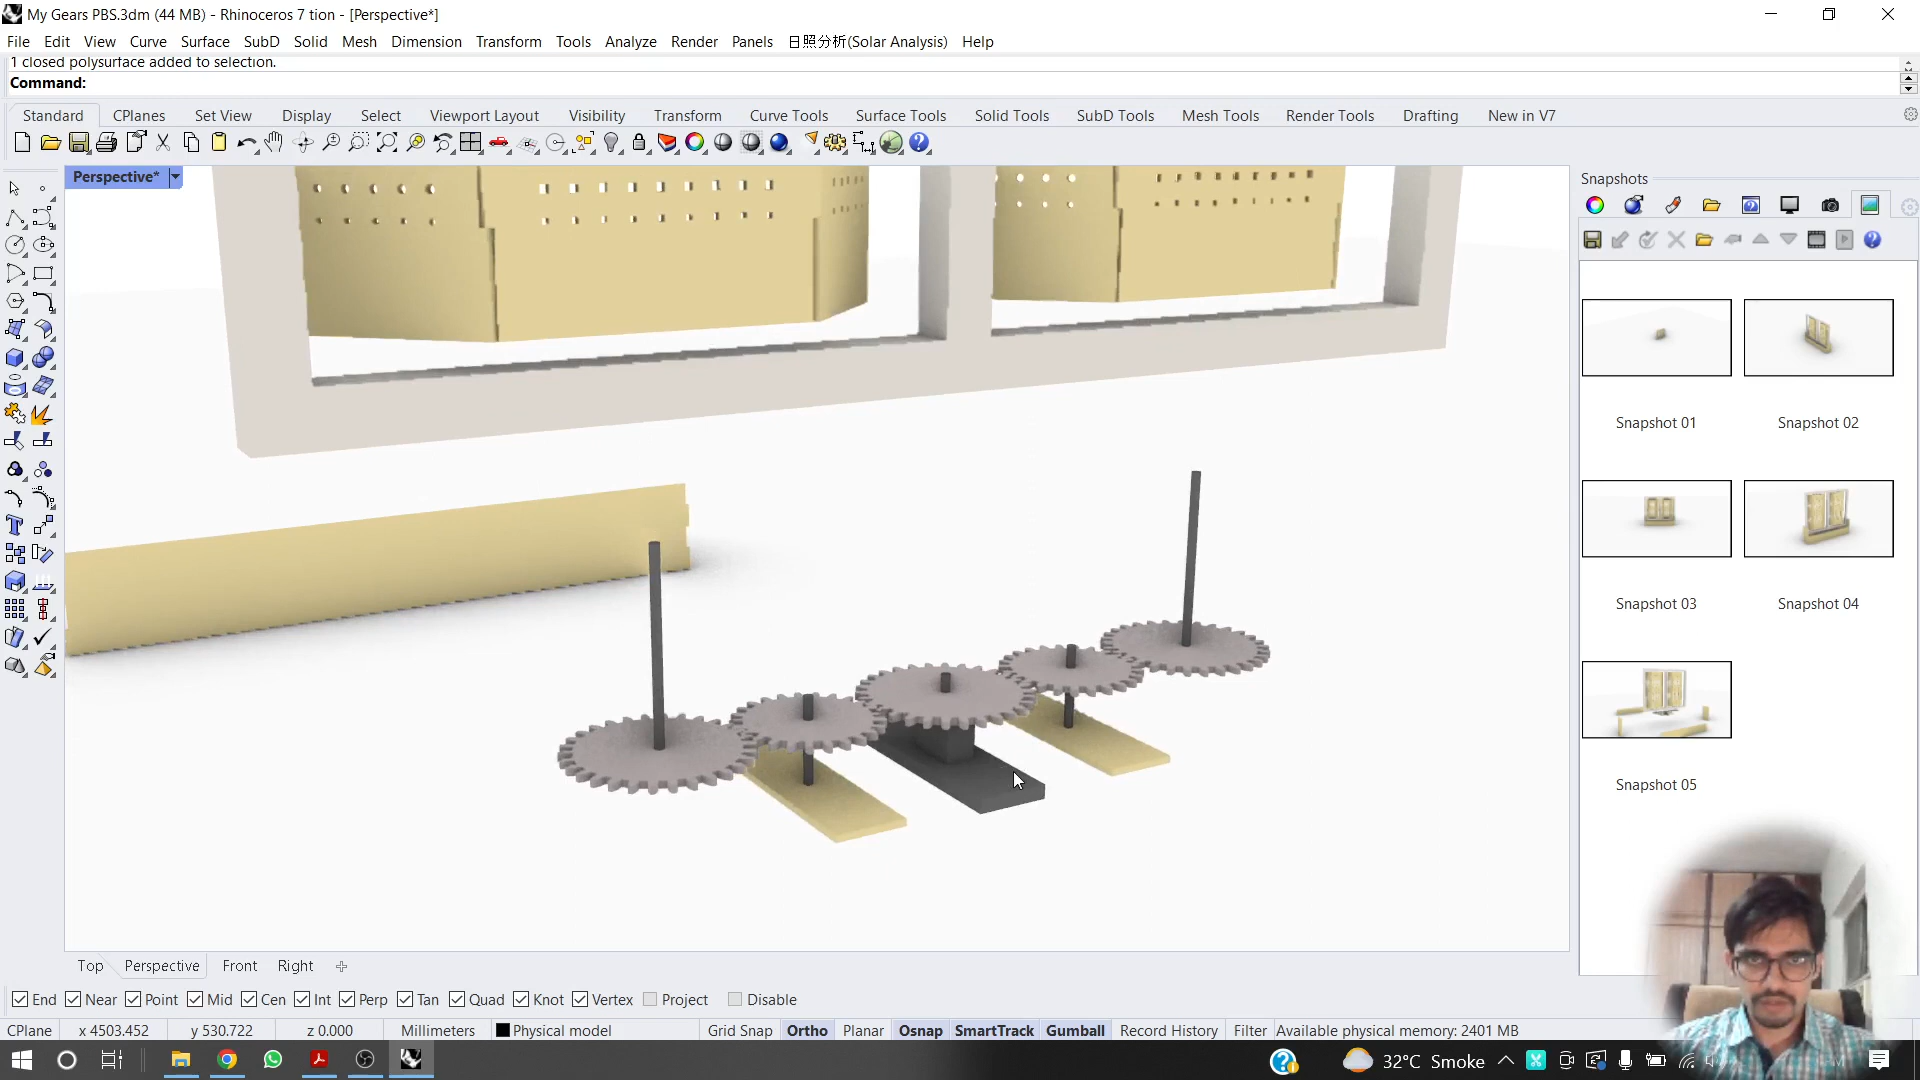 My Gears PBS.3dm (44 MB) - Rhinoceros 7 tion - [Perspective*]
File Edit View Curve Surface SubD Solid Mesh Dimension Transform Tools Analyze Render Panels 日照分析(Solar Analysis) Help
1 closed polysurface added to selection.
Command:
Standard CPlanes Set View Display Select Viewport Layout Visibility Transform Curve Tools Surface Tools Solid Tools SubD Tools Mesh Tools Render Tools Drafting New in V7
Perspective*
Snapshots
Snapshot 01 Snapshot 02
Snapshot 03 Snapshot 04
Snapshot 05
Top Perspective Front Right
End Near Point Mid Cen Int Perp Tan Quad Knot Vertex Project Disable
CPlane x 4503.452 y 530.722 z 0.000 Millimeters Physical model Grid Snap Ortho Planar Osnap SmartTrack Gumball Record History Filter Available physical memory: 2401 MB
32°C Smoke